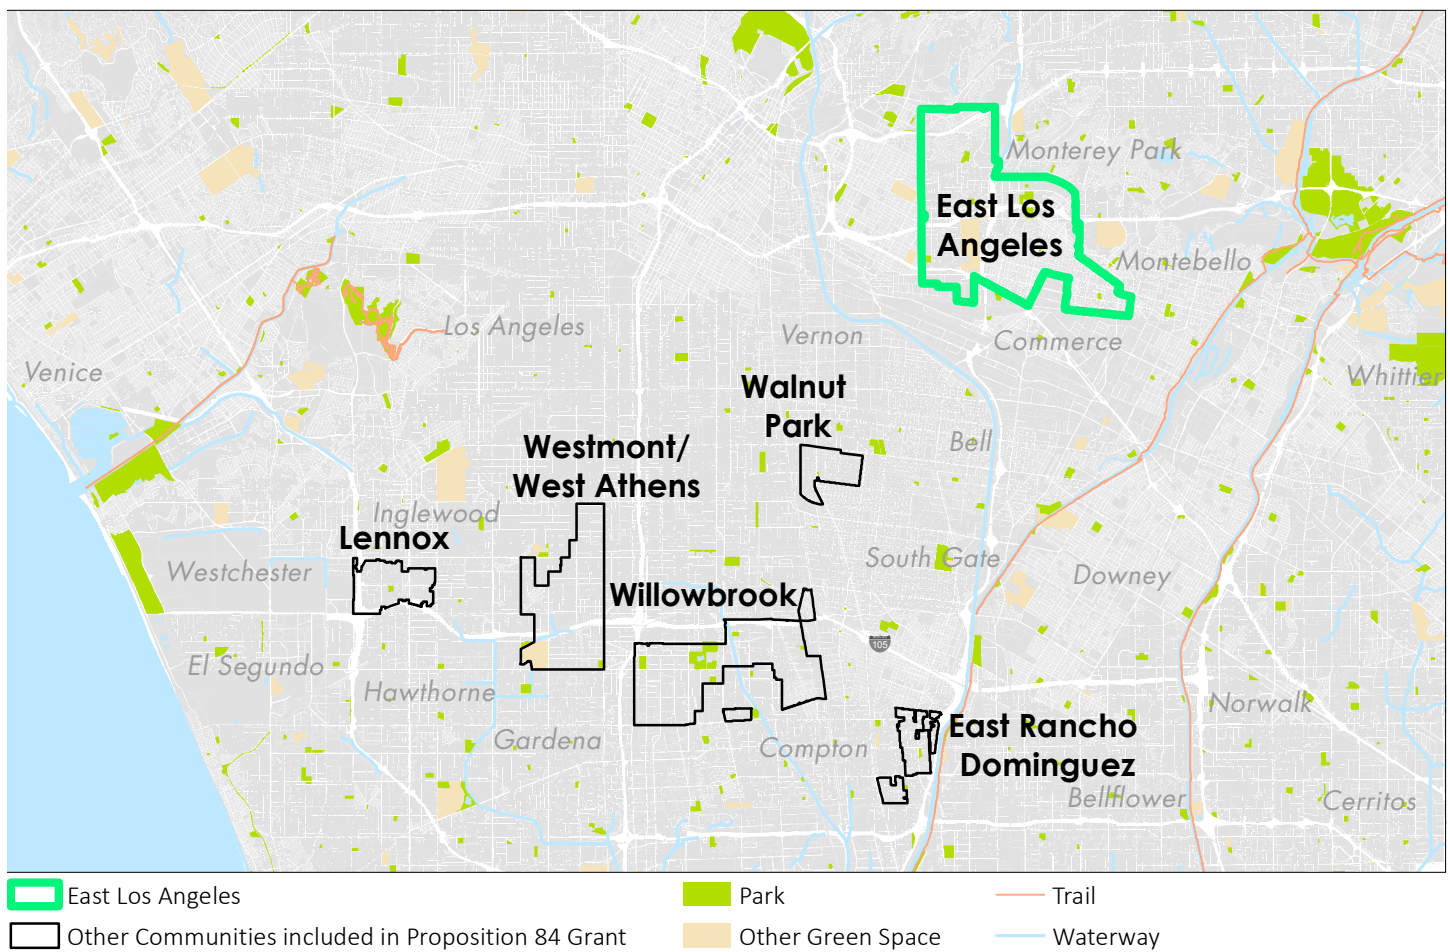 Monterey Park
East Los
Angeles
Montebello
Los Angeles
Vernon
Commerce
Venice
Whittier
Walnut
Park
Bell
Westmont/
West Athens
Inglewood
Lennox
Westchester
South Gate
Downey
Willowbrook
105
El Segundo
Hawthorne
Norwalk
East Rancho
Dominguez
Gardena
Compton
Bellflower
Cerritos
East Los Angeles
Park
Trail
Other Communities included in Proposition 84 Grant
Other Green Space
Waterway